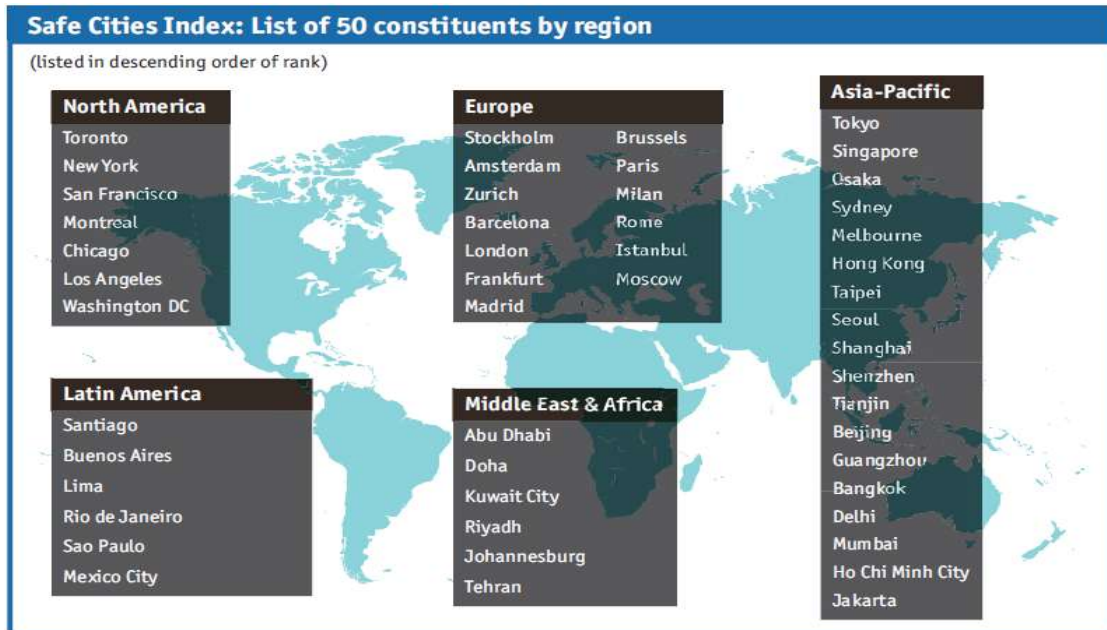 Safe Cities Index: List of 50 constituents by region
(listed in descending order of rank)
North America
Toronto
New York
San Francisco
Montreal
Chicago
Los Angeles
Washington DC
Europe
Stockholm
Amsterdam
Zurich
Barcelona
London
Frankfurt
Madrid
Brussels
Paris
Milan
Rome
Istanbul
Moscow
Asia-Pacific
Tokyo
Singapore
Osaka
Sydney
Melbourne
Hong Kong
Taipei
Seoul
Shanghai
Shenzhen
Tianjin
Beijing
Guangzhou
Bangkok
Delhi
Mumbai
Ho Chi Minh City
Jakarta
Latin America
Santiago
Buenos Aires
Lima
Rio de Janeiro
Sao Paulo
Mexico City
Middle East & Africa
Abu Dhabi
Doha
Kuwait City
Riyadh
Johannesburg
Tehran